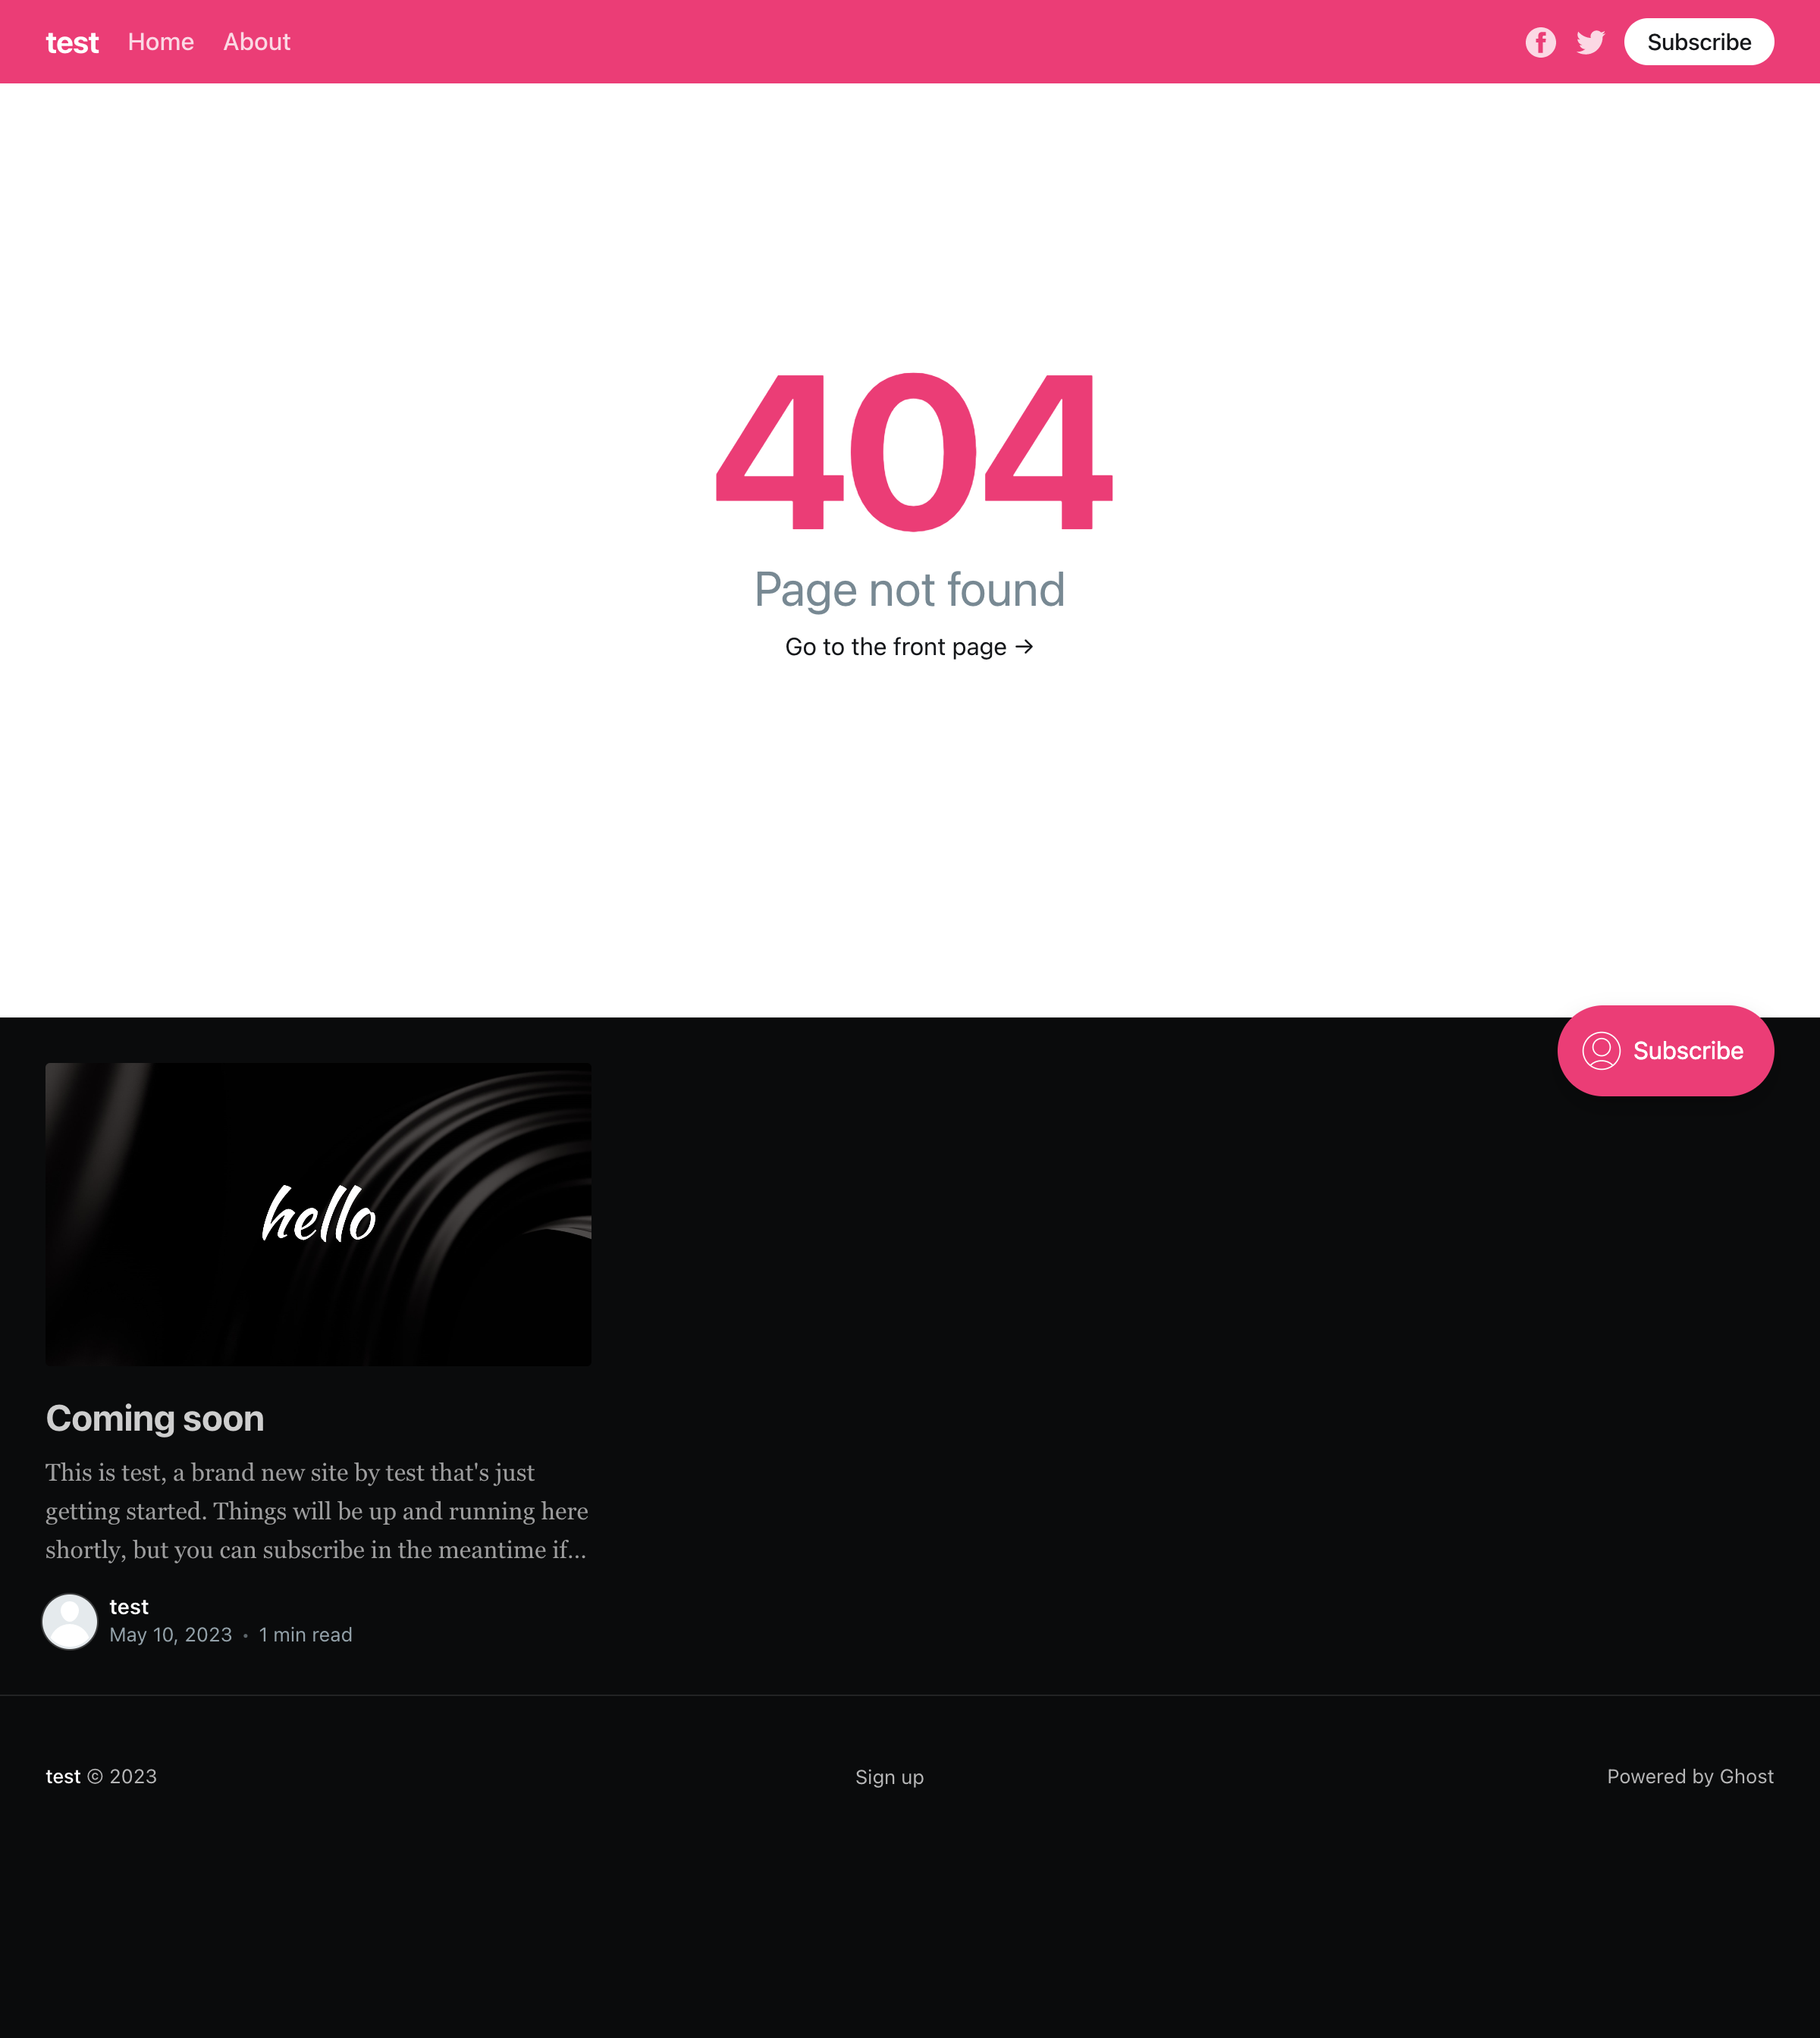 test Home About Subscribe
404
Page not found
Go to the front page →
Subscribe
hello
Coming soon
This is test, a brand new site by test that's just
getting started. Things will be up and running here
shortly, but you can subscribe in the meantime if…
test
May 10, 2023 • 1 min read
test © 2023 Sign up Powered by Ghost